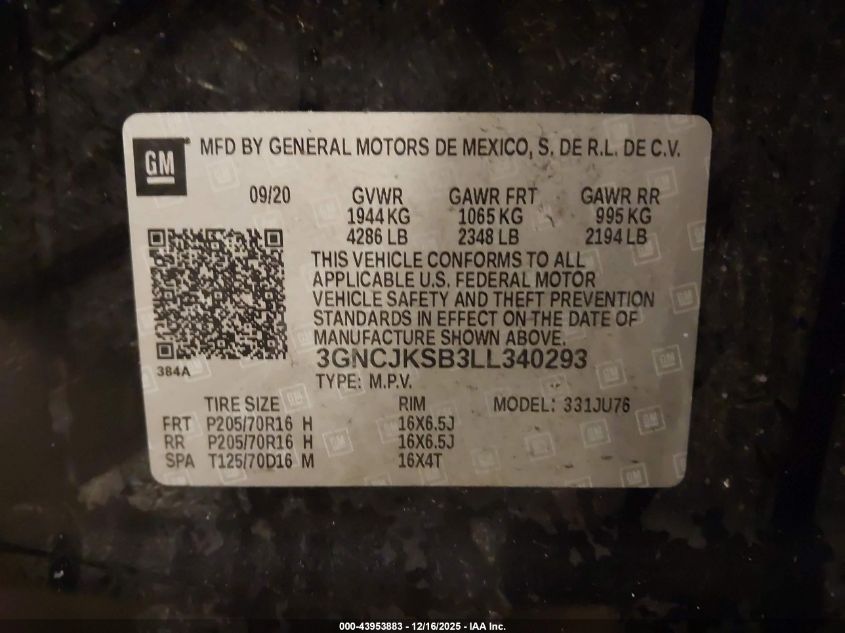 GM
MFD BY GENERAL MOTORS DE MEXICO, S. DE R.L. DE C.V.
09/20 GVWR GAWR FRT GAWR RR
1944 KG 1065 KG 995 KG
4286 LB 2348 LB 2194 LB
THIS VEHICLE CONFORMS TO ALL
APPLICABLE U.S. FEDERAL MOTOR
VEHICLE SAFETY AND THEFT PREVENTION
STANDARDS IN EFFECT ON THE DATE OF
MANUFACTURE SHOWN ABOVE.
384A
3GNCJKSB3LL340293
TYPE: M.P.V.
TIRE SIZE RIM MODEL: 331JU76
FRT P205/70R16 H 16X6.5J
RR P205/70R16 H 16X6.5J
SPA T125/70D16 M 16X4T
000-43953883 - 12/16/2025 - IAA Inc.